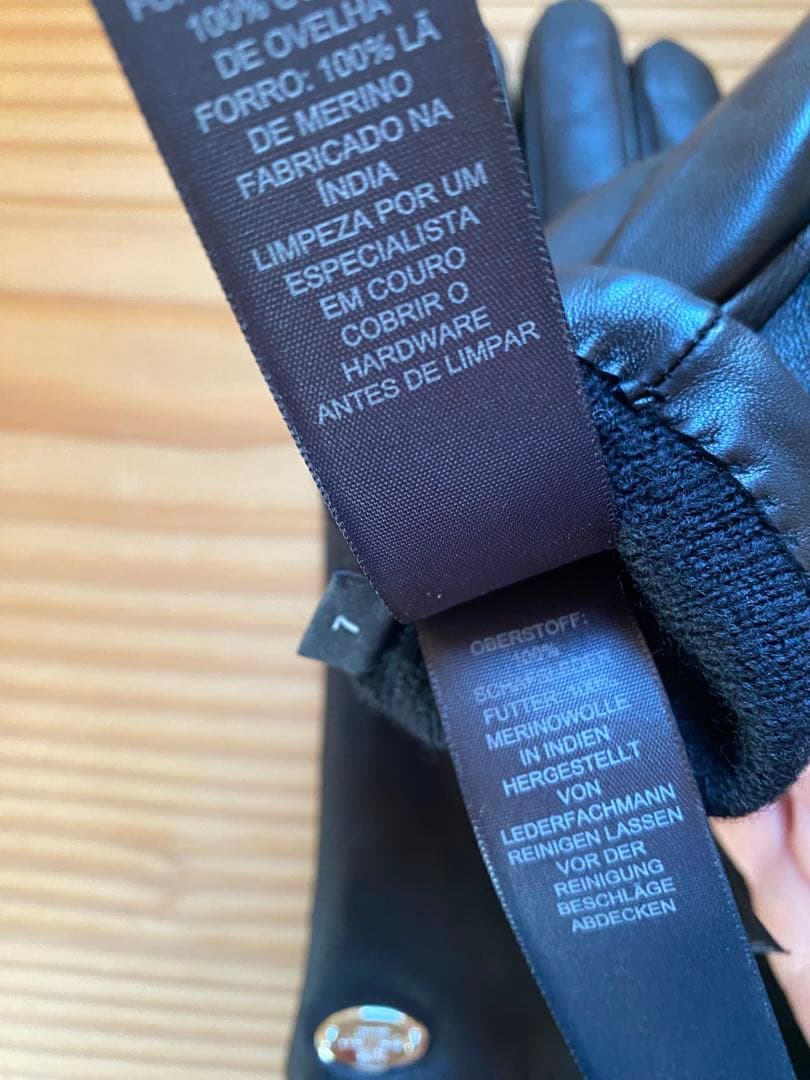 100%
DE OVELHA
FORRO: 100% LÃ
DE MERINO
FABRICADO NA
ÍNDIA
LIMPEZA POR UM
ESPECIALISTA
EM COURO
COBRIR O
HARDWARE
ANTES DE LIMPAR
7
OBERSTOFF:
100%
FUTTER: 100%
MERINOWOLLE
IN INDIEN
HERGESTELLT
VON
LEDERFACHMANN
REINIGEN LASSEN
VOR DER
REINIGUNG
BESCHLÄGE
ABDECKEN